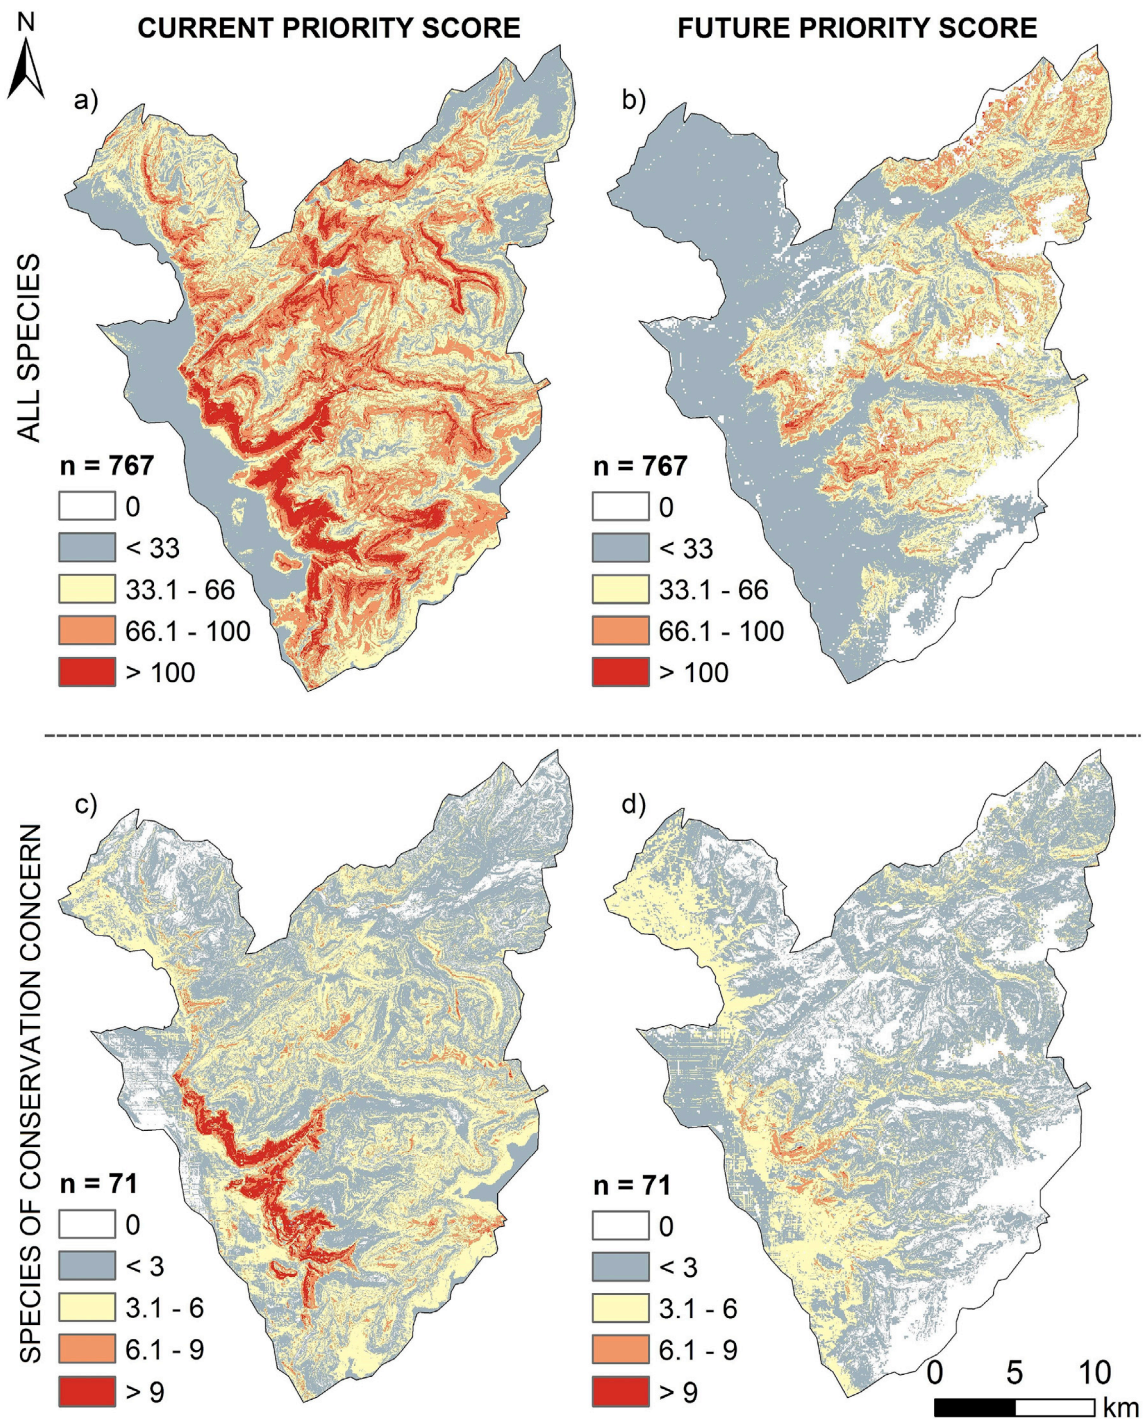 N
CURRENT PRIORITY SCORE
FUTURE PRIORITY SCORE
a)
b)
ALL SPECIES
n = 767
0
< 33
33.1 - 66
66.1 - 100
> 100
n = 767
0
< 33
33.1 - 66
66.1 - 100
> 100
c)
d)
SPECIES OF CONSERVATION CONCERN
n = 71
0
< 3
3.1 - 6
6.1 - 9
> 9
n = 71
0
< 3
3.1 - 6
6.1 - 9
> 9
0 5 10
km